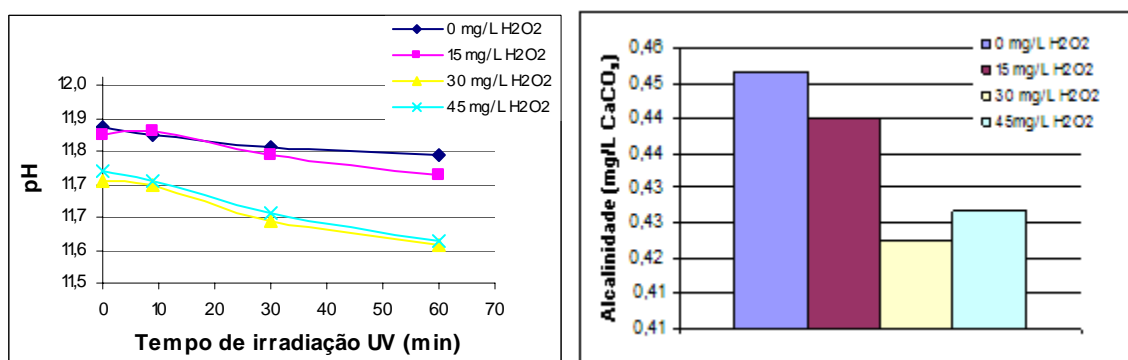 0 mg/L H2O2
15 mg/L H2O2
30 mg/L H2O2
45 mg/L H2O2
12,0
11,9
11,8
11,7
11,7
11,6
11,5
pH
0 10 20 30 40 50 60 70
Tempo de irradiação UV (min)
0 mg/L H2O2
15 mg/L H2O2
30 mg/L H2O2
45mg/L H2O2
0,46
0,45
0,44
0,44
0,43
0,43
0,42
0,41
0,41
Alcalinidade (mg/L CaCO₃)